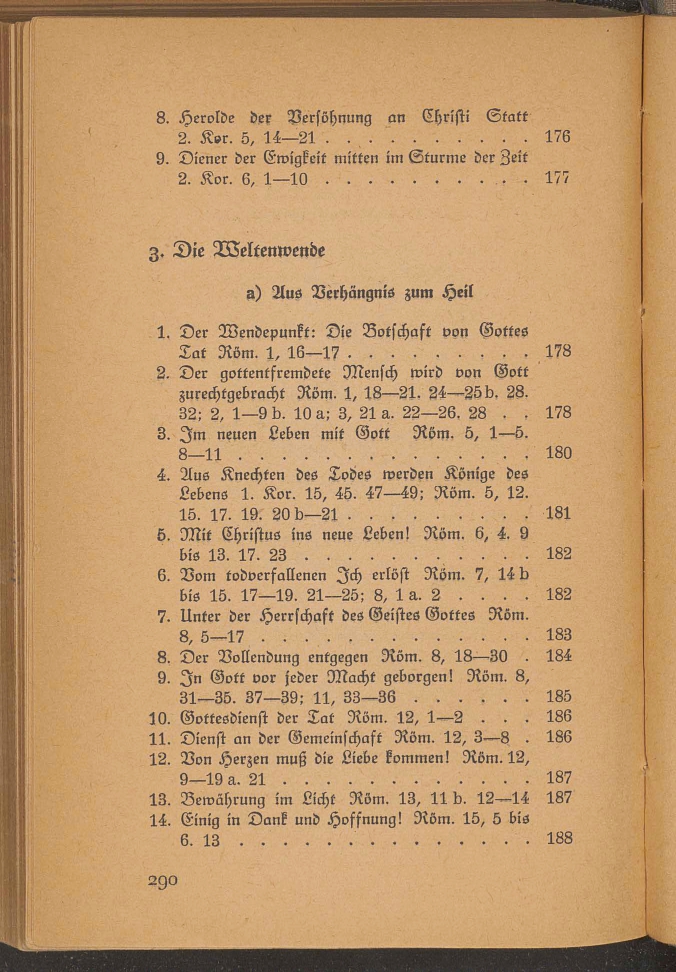 8. Herolde der Versöhnung an Christi Statt
2. Kor. 5, 14—21 . . . . . . . . . . 176
9. Diener der Ewigkeit mitten im Sturme der Zeit
2. Kor. 6, 1—10 . . . . . . . . . . 177
3. Die Weltenwende
a) Aus Verhängnis zum Heil
1. Der Wendepunkt: Die Botschaft von Gottes
Tat Röm. 1, 16—17 . . . . . . . . . 178
2. Der gottentfremdete Mensch wird von Gott
zurechtgebracht Röm. 1, 18—21. 24—25 b. 28.
32; 2, 1—9 b. 10 a; 3, 21 a. 22—26. 28 . . 178
3. Im neuen Leben mit Gott Röm. 5, 1—5.
8—11 . . . . . . . . . . . . . . 180
4. Aus Knechten des Todes werden Könige des
Lebens 1. Kor. 15, 45. 47—49; Röm. 5, 12.
15. 17. 19. 20 b—21 . . . . . . . . . 181
5. Mit Christus ins neue Leben! Röm. 6, 4. 9
bis 13. 17. 23 . . . . . . . . . . . 182
6. Vom todverfallenen Ich erlöst Röm. 7, 14 b
bis 15. 17—19. 21—25; 8, 1 a. 2 . . . . 182
7. Unter der Herrschaft des Geistes Gottes Röm.
8, 5—17 . . . . . . . . . . . . . 183
8. Der Vollendung entgegen Röm. 8, 18—30 . 184
9. In Gott vor jeder Macht geborgen! Röm. 8,
31—35. 37—39; 11, 33—36 . . . . . . 185
10. Gottesdienst der Tat Röm. 12, 1—2 . . . 186
11. Dienst an der Gemeinschaft Röm. 12, 3—8 . 186
12. Von Herzen muß die Liebe kommen! Röm. 12,
9—19 a. 21 . . . . . . . . . . . . 187
13. Bewährung im Licht Röm. 13, 11 b. 12—14 187
14. Einig in Dank und Hoffnung! Röm. 15, 5 bis
6. 13 . . . . . . . . . . . . . . 188
290